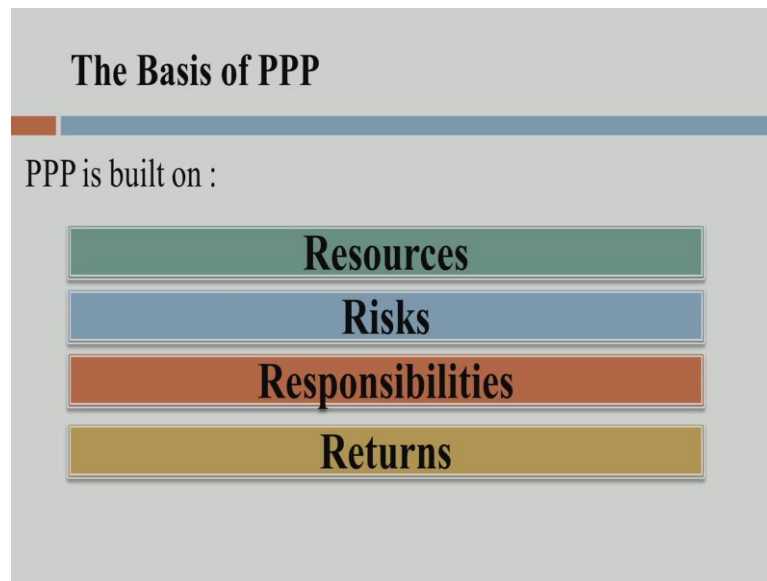 The Basis of PPP
PPP is built on :
Resources
Risks
Responsibilities
Returns